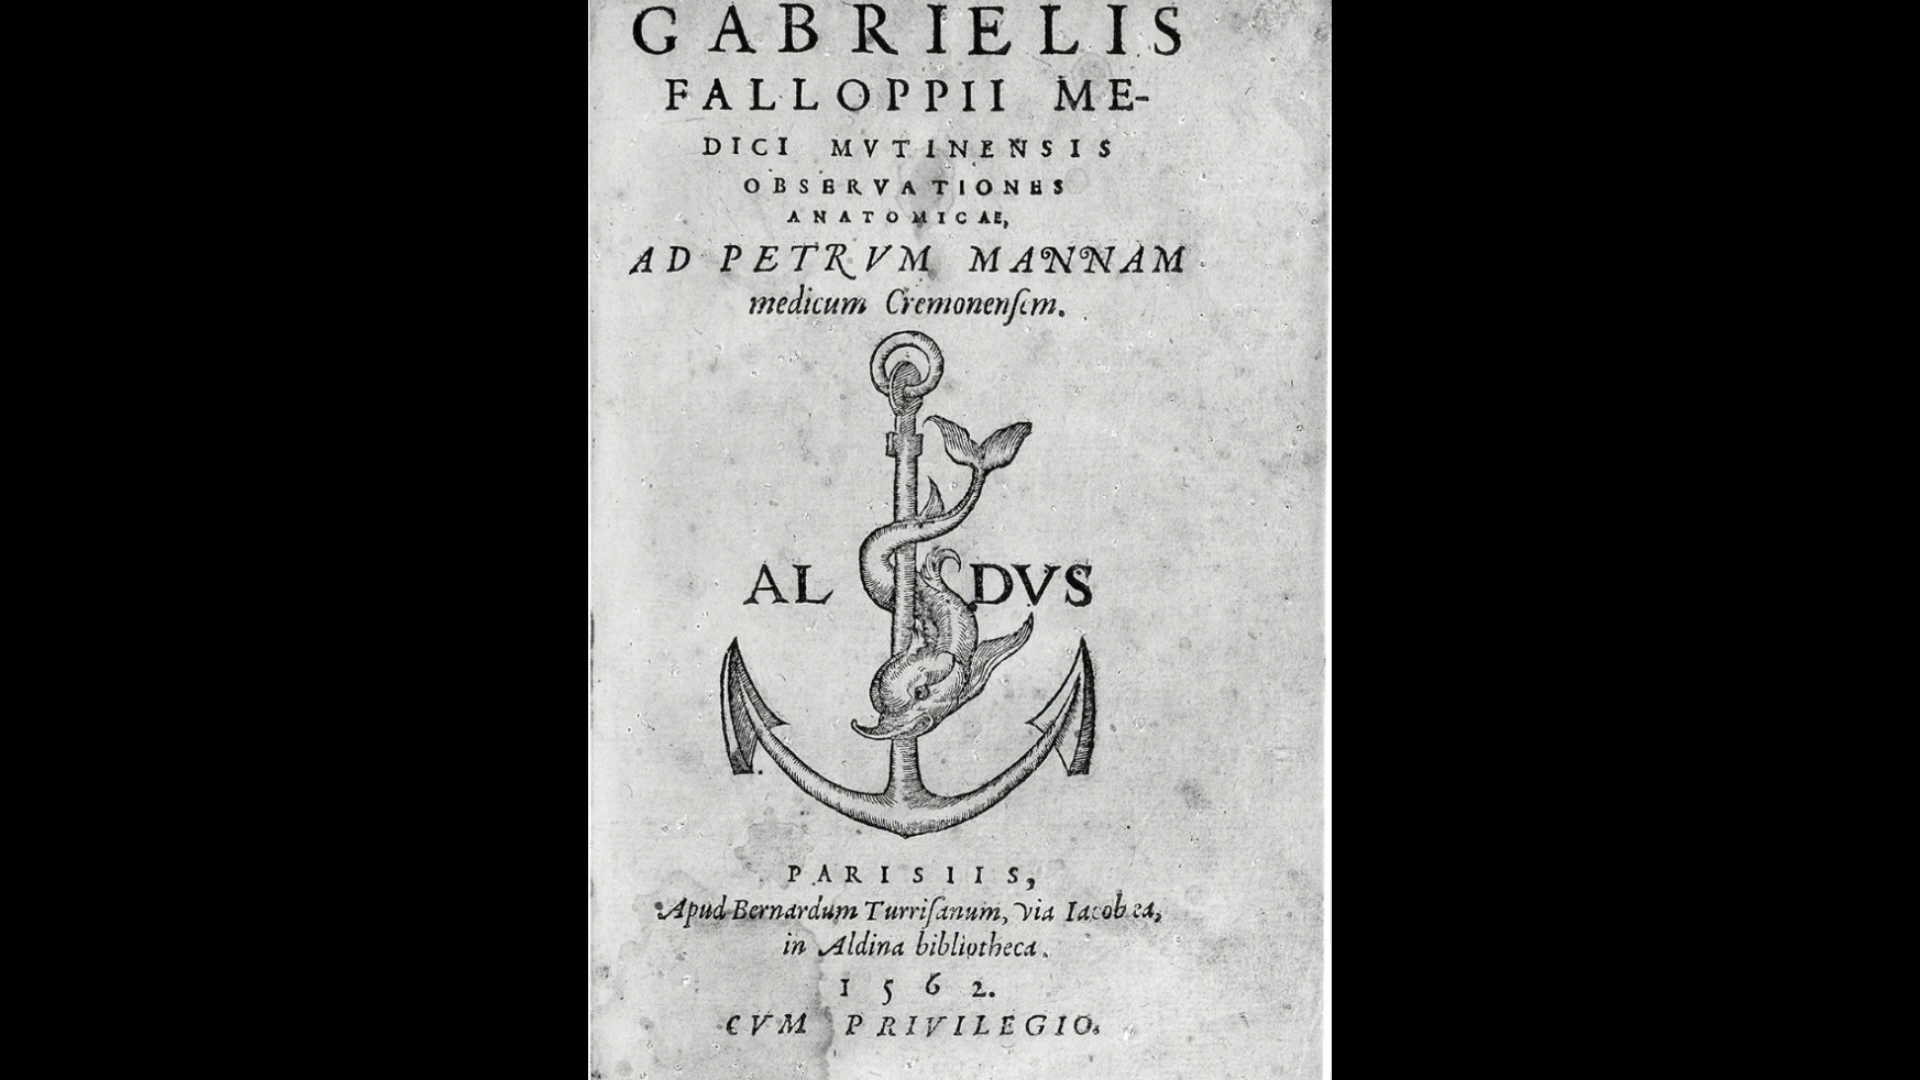 GABRIELIS
FALLOPPII ME-
DICI MVTINENSIS
OBSERVATIONES
ANATOMICAE,
AD PETRVM MANNAM
medicum Cremonenſem.
AL DVS
PARISIIS,
Apud Bernardum Turriſanum, via Iacobæa,
in Aldina bibliotheca.
1562.
CVM PRIVILEGIO.